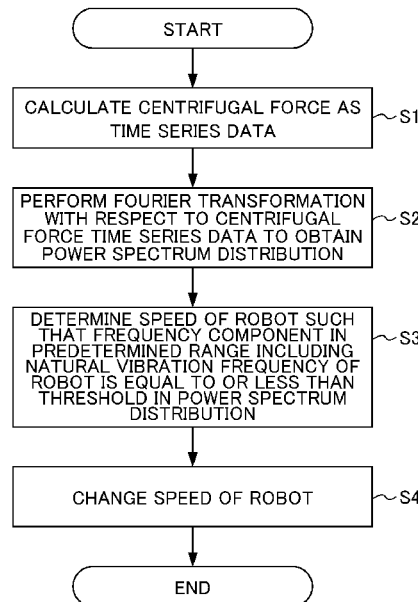 START
CALCULATE CENTRIFUGAL FORCE AS
TIME SERIES DATA
S1
PERFORM FOURIER TRANSFORMATION
WITH RESPECT TO CENTRIFUGAL
FORCE TIME SERIES DATA TO OBTAIN
POWER SPECTRUM DISTRIBUTION
S2
DETERMINE SPEED OF ROBOT SUCH
THAT FREQUENCY COMPONENT IN
PREDETERMINED RANGE INCLUDING
NATURAL VIBRATION FREQUENCY OF
ROBOT IS EQUAL TO OR LESS THAN
THRESHOLD IN POWER SPECTRUM
DISTRIBUTION
S3
CHANGE SPEED OF ROBOT
S4
END